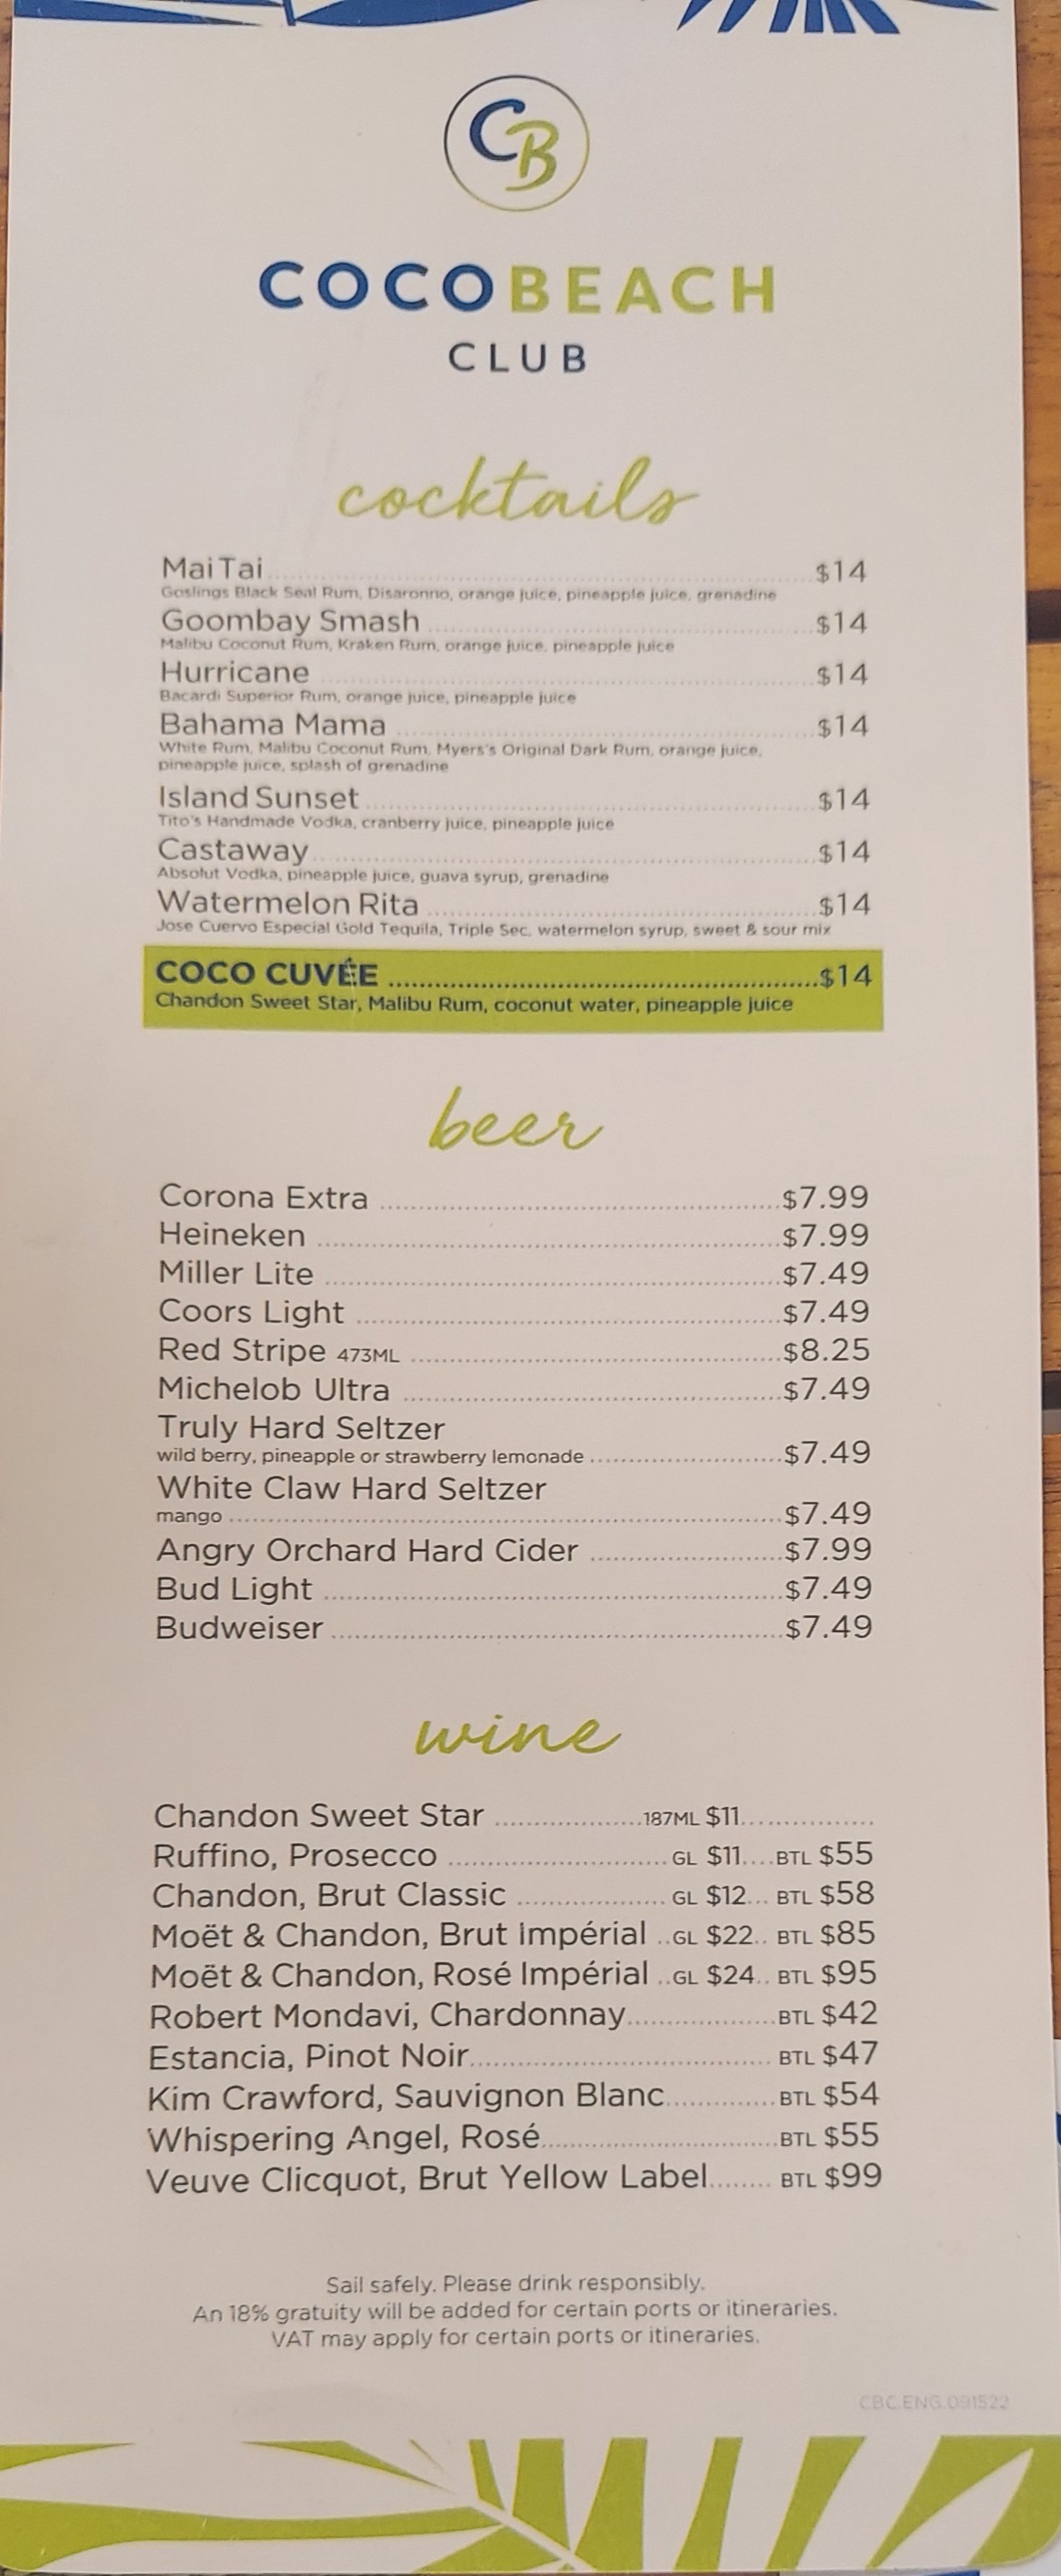 CB
COCOBEACH
CLUB
cocktails
Mai Tai $14
Goslings Black Seal Rum, Disaronno, orange juice, pineapple juice, grenadine
Goombay Smash $14
Malibu Coconut Rum, Kraken Rum, orange juice, pineapple juice
Hurricane $14
Bacardi Superior Rum, orange juice, pineapple juice
Bahama Mama $14
White Rum, Malibu Coconut Rum, Myers's Original Dark Rum, orange juice,
pineapple juice, splash of grenadine
Island Sunset $14
Tito's Handmade Vodka, cranberry juice, pineapple juice
Castaway $14
Absolut Vodka, pineapple juice, guava syrup, grenadine
Watermelon Rita $14
Jose Cuervo Especial Gold Tequila, Triple Sec, watermelon syrup, sweet & sour mix
COCO CUVÉE $14
Chandon Sweet Star, Malibu Rum, coconut water, pineapple juice
beer
Corona Extra $7.99
Heineken $7.99
Miller Lite $7.49
Coors Light $7.49
Red Stripe 473ML $8.25
Michelob Ultra $7.49
Truly Hard Seltzer
wild berry, pineapple or strawberry lemonade $7.49
White Claw Hard Seltzer
mango $7.49
Angry Orchard Hard Cider $7.99
Bud Light $7.49
Budweiser $7.49
wine
Chandon Sweet Star 187ML $11
Ruffino, Prosecco GL $11 BTL $55
Chandon, Brut Classic GL $12 BTL $58
Moët & Chandon, Brut Impérial GL $22 BTL $85
Moët & Chandon, Rosé Impérial GL $24 BTL $95
Robert Mondavi, Chardonnay BTL $42
Estancia, Pinot Noir BTL $47
Kim Crawford, Sauvignon Blanc BTL $54
Whispering Angel, Rosé BTL $55
Veuve Clicquot, Brut Yellow Label BTL $99
Sail safely. Please drink responsibly.
An 18% gratuity will be added for certain ports or itineraries.
VAT may apply for certain ports or itineraries.
CBC.ENG.091522